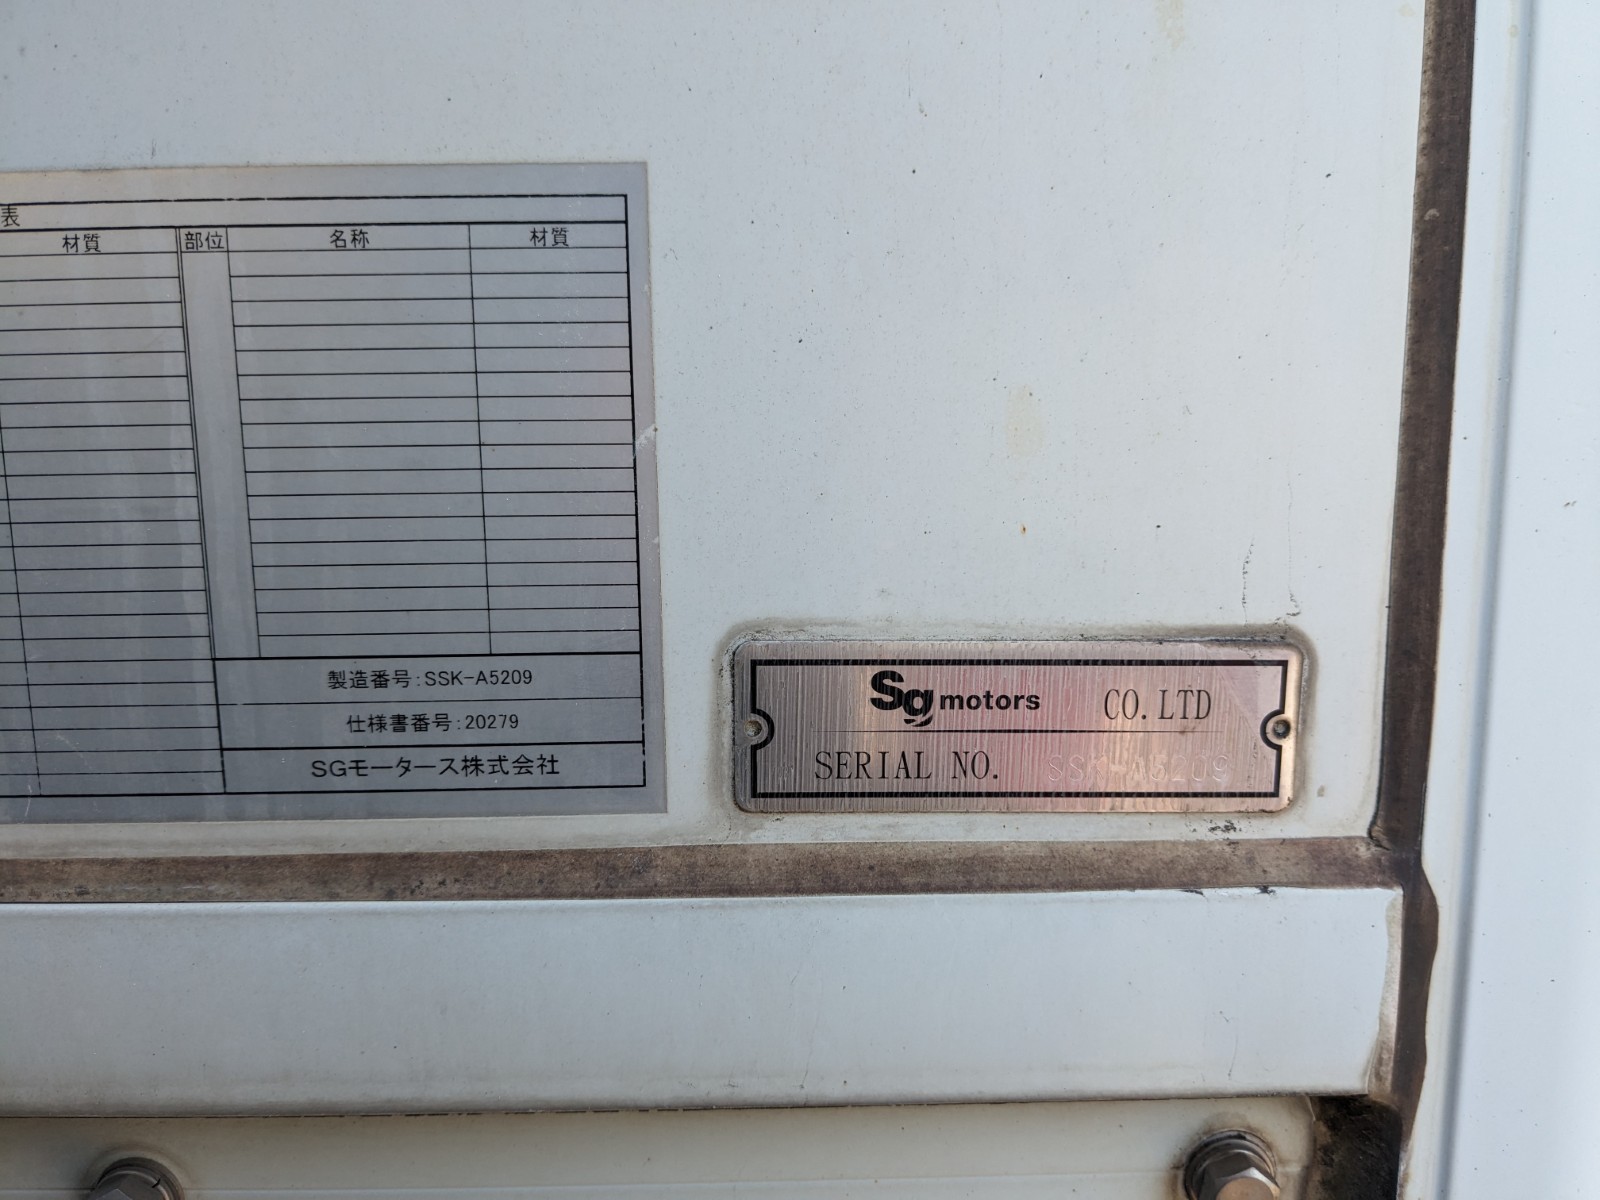 表
材質 部位 名称 材質
製造番号:SSK-A5209
仕様書番号:20279
SGモータース株式会社
Sg motors CO.LTD
SERIAL NO. SSK-A5209